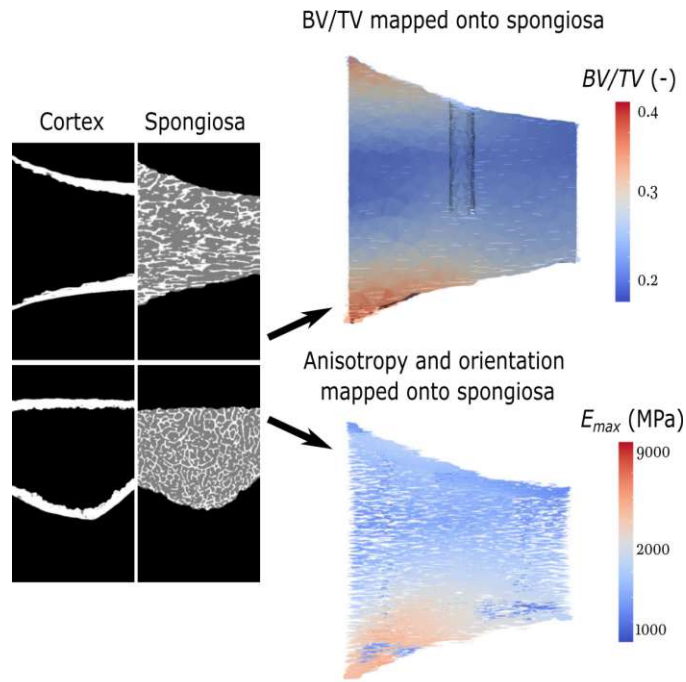 BV/TV mapped onto spongiosa
BV/TV (-)
Cortex
Spongiosa
0.4
0.3
0.2
Anisotropy and orientation
mapped onto spongiosa
E_max (MPa)
9000
2000
1000